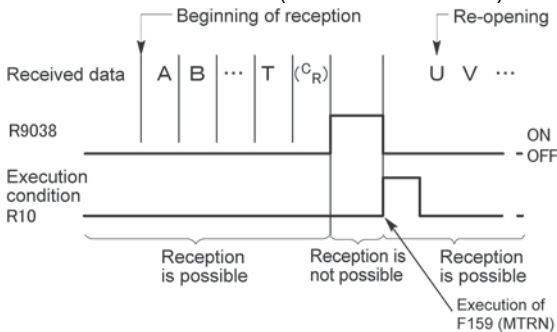 Beginning of reception
Re-opening
Received data A B ... T (CR) U V ...
R9038
ON
OFF
Execution
condition
R10
Reception
is possible
Reception is
not possible
Reception
is possible
Execution of
F159 (MTRN)